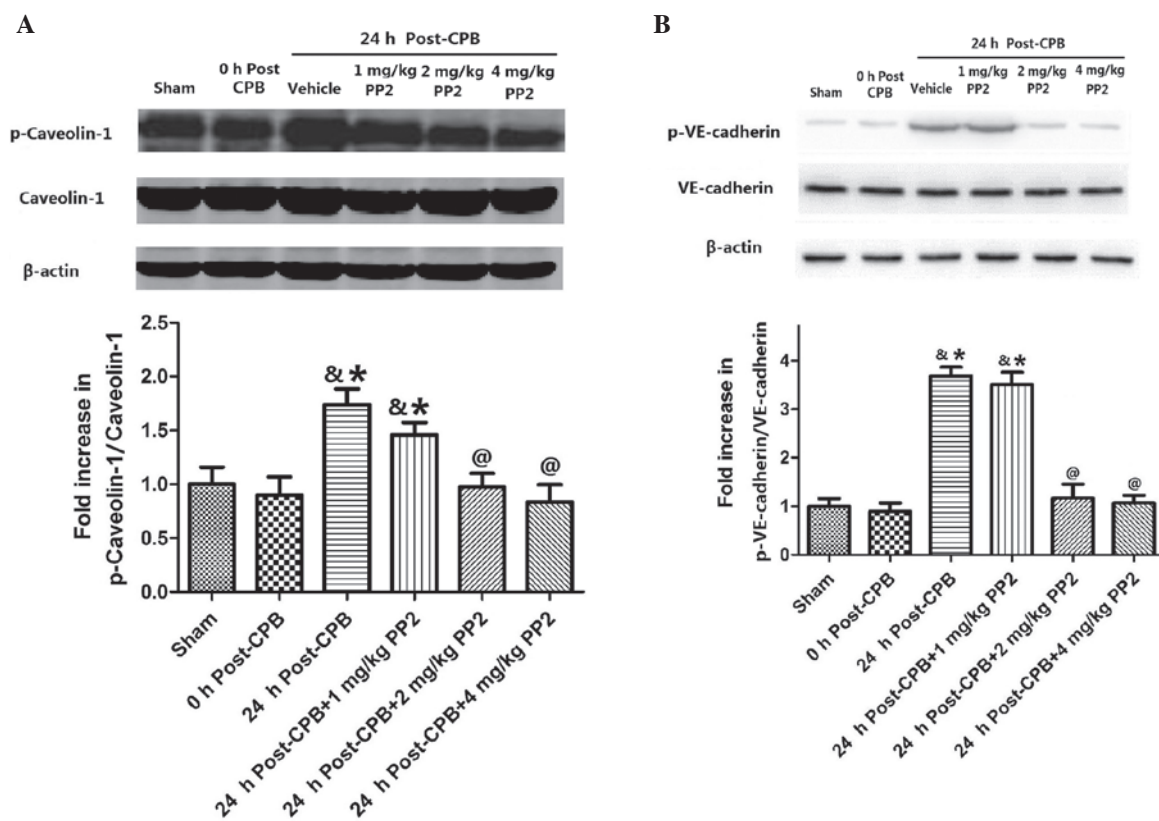 A
24 h Post-CPB
Sham
0 h Post
CPB
Vehicle
1 mg/kg
PP2
2 mg/kg
PP2
4 mg/kg
PP2
p-Caveolin-1
Caveolin-1
β-actin
Fold increase in
p-Caveolin-1/Caveolin-1
2.5
2.0
1.5
1.0
0.5
0.0
&*
&*
@
@
Sham
0 h Post-CPB
24 h Post-CPB
24 h Post-CPB+1 mg/kg PP2
24 h Post-CPB+2 mg/kg PP2
24 h Post-CPB+4 mg/kg PP2
B
24 h Post-CPB
Sham
0 h Post
CPB
Vehicle
1 mg/kg
PP2
2 mg/kg
PP2
4 mg/kg
PP2
p-VE-cadherin
VE-cadherin
β-actin
Fold increase in
p-VE-cadherin/VE-cadherin
4
3
2
1
0
&*
&*
@
@
Sham
0 h Post-CPB
24 h Post-CPB
24 h Post-CPB+1 mg/kg PP2
24 h Post-CPB+2 mg/kg PP2
24 h Post-CPB+4 mg/kg PP2